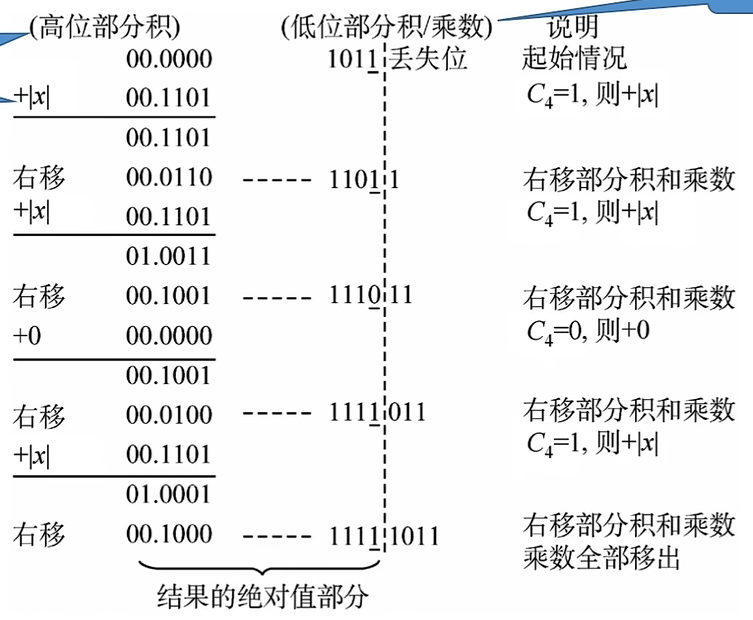 (高位部分积) (低位部分积/乘数) 说明
00.0000 1011 丢失位 起始情况
+|x| 00.1101 C₄=1, 则+|x|
00.1101
右移 00.0110 ----- 1101 1 右移部分积和乘数
+|x| 00.1101 C₄=1, 则+|x|
01.0011
右移 00.1001 ----- 1110 11 右移部分积和乘数
+0 00.0000 C₄=0, 则+0
00.1001
右移 00.0100 ----- 1111 011 右移部分积和乘数
+|x| 00.1101 C₄=1, 则+|x|
01.0001
右移 00.1000 ----- 1111 1011 右移部分积和乘数
乘数全部移出
结果的绝对值部分